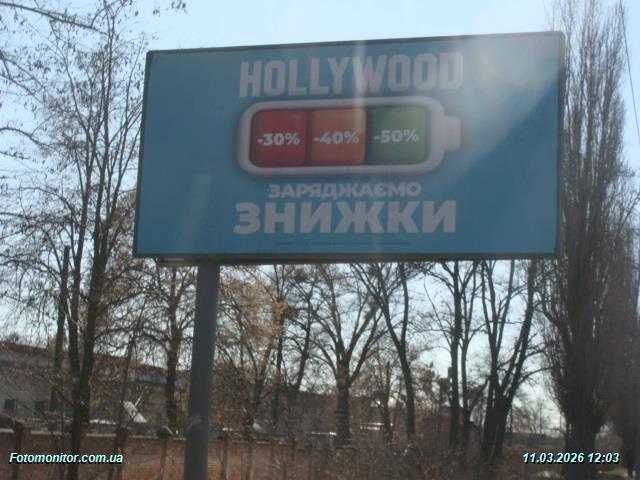 HOLLYWOOD
-30% -40% -50%
ЗАРЯДЖАЄМО
ЗНИЖКИ
Fotomonitor.com.ua
11.03.2026 12:03